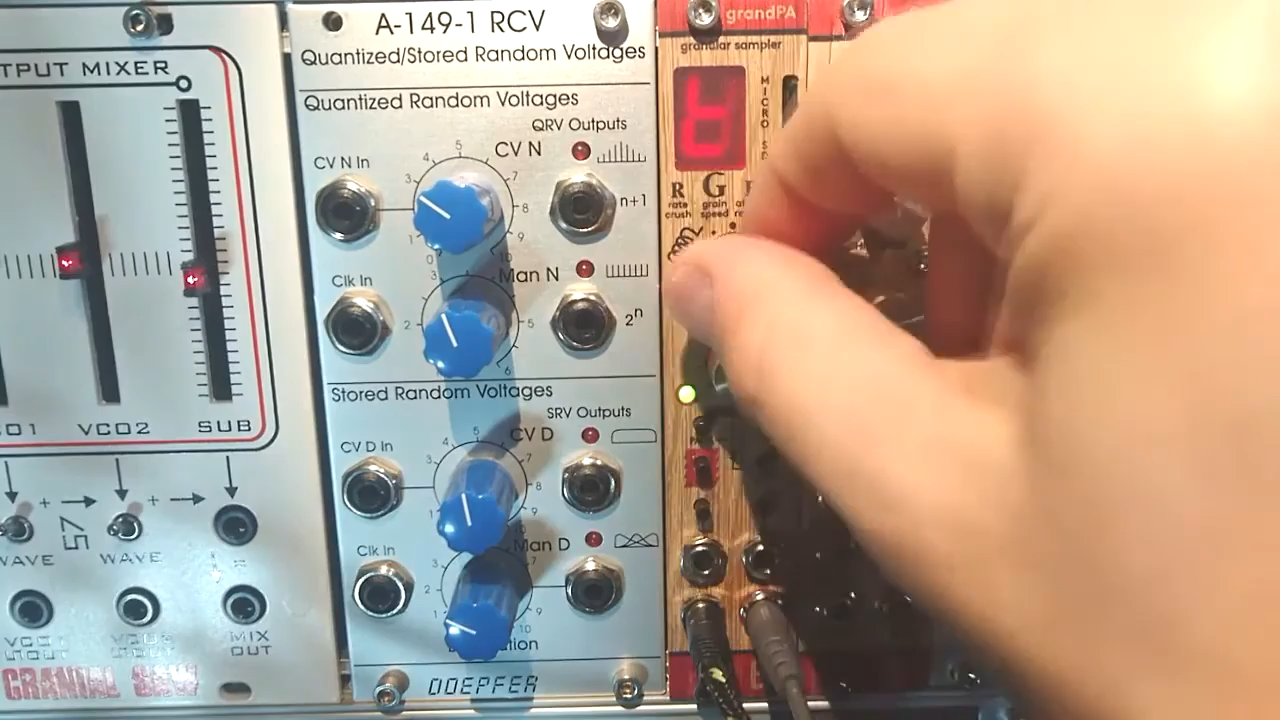 TPUT MIXER
VCO2
SUB
WAVE
WAVE
MIX
OUT
A-149-1 RCV
Quantized/Stored Random Voltages
Quantized Random Voltages
QRV Outputs
CV N In
CV N
n+1
Clk In
Man N
2n
Stored Random Voltages
SRV Outputs
CV D In
CV D
Clk In
Man D
DOEPFER
grandPA
granular sampler
MICRO SD
R G
rate grain
crush speed